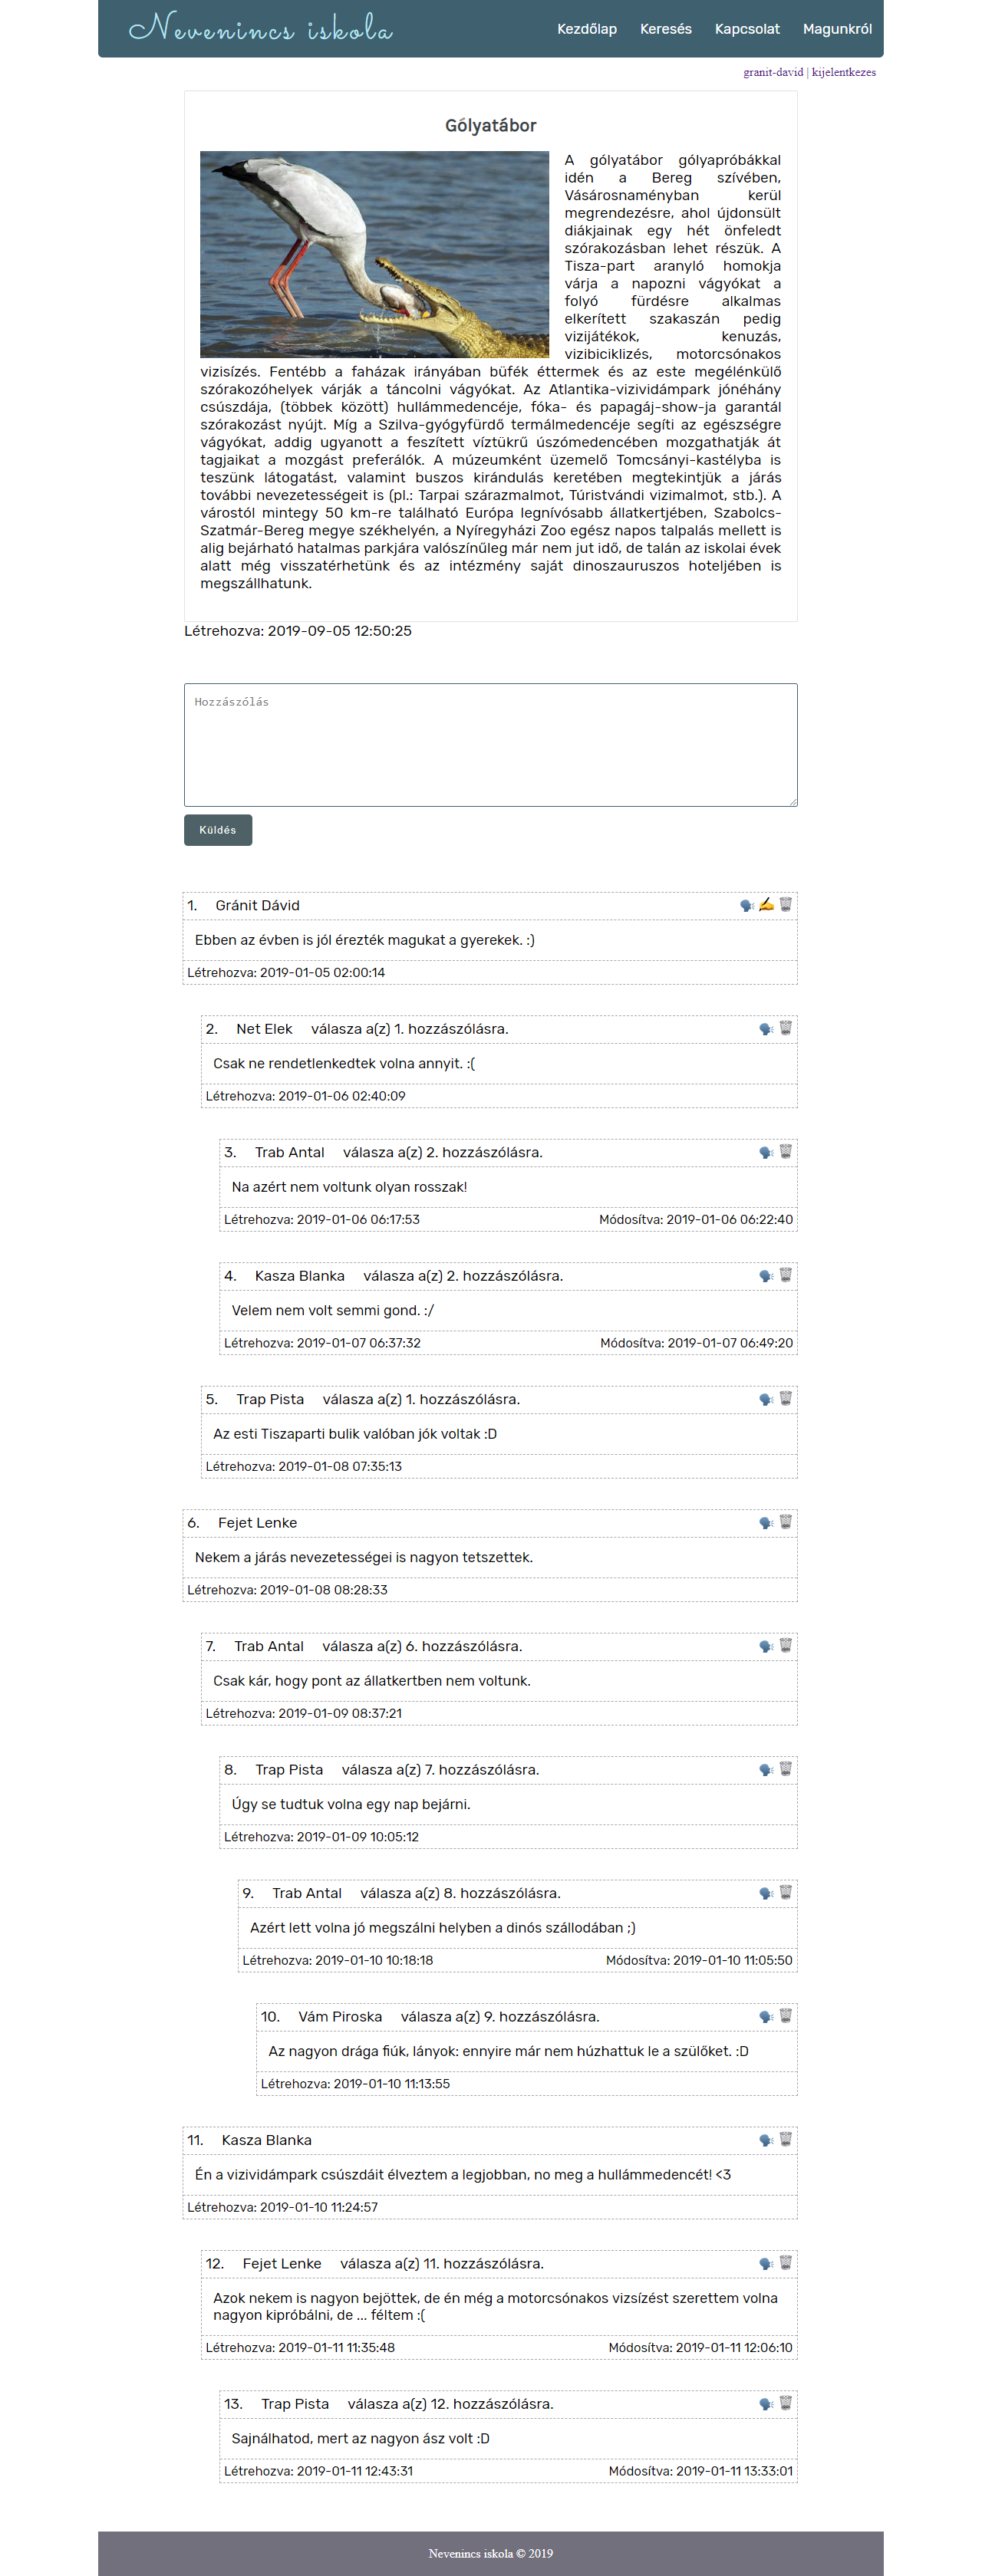 Nevenincs iskola
Kezdőlap Keresés Kapcsolat Magunkról
granit-david | kijelentkezes
Gólyatábor
A gólyatábor gólyapróbákkal
idén a Bereg szívében,
Vásárosnaményban kerül
megrendezésre, ahol újdonsült
diákjainak egy hét önfeledt
szórakozásban lehet részük. A
Tisza-part aranyló homokja
várja a napozni vágyókat a
folyó fürdésre alkalmas
elkerített szakaszán pedig
vizijátékok, kenuzás,
vizibiciklizés, motorcsónakos
vizisízés. Fentébb a faházak irányában büfék éttermek és az este megélénkülő
szórakozóhelyek várják a táncolni vágyókat. Az Atlantika-vizividámpark jónéhány
csúszdája, (többek között) hullámmedencéje, fóka- és papagáj-show-ja garantál
szórakozást nyújt. Míg a Szilva-gyógyfürdő termálmedencéje segíti az egészségre
vágyókat, addig ugyanott a feszített víztükrű úszómedencében mozgathatják át
tagjaikat a mozgást preferálók. A múzeumként üzemelő Tomcsányi-kastélyba is
teszünk látogatást, valamint buszos kirándulás keretében megtekintjük a járás
további nevezetességeit is (pl.: Tarpai szárazmalmot, Túristvándi vizimalmot, stb.). A
várostól mintegy 50 km-re található Európa legnívósabb állatkertjében, Szabolcs-
Szatmár-Bereg megye székhelyén, a Nyíregyházi Zoo egész napos talpalás mellett is
alig bejárható hatalmas parkjára valószínűleg már nem jut idő, de talán az iskolai évek
alatt még visszatérhetünk és az intézmény saját dinoszauruszos hoteljében is
megszállhatunk.
Létrehozva: 2019-09-05 12:50:25
Hozzászólás
Küldés
1. Gránit Dávid
Ebben az évben is jól érezték magukat a gyerekek. :)
Létrehozva: 2019-01-05 02:00:14
2. Net Elek válasza a(z) 1. hozzászólásra.
Csak ne rendetlenkedtek volna annyit. :(
Létrehozva: 2019-01-06 02:40:09
3. Trab Antal válasza a(z) 2. hozzászólásra.
Na azért nem voltunk olyan rosszak!
Létrehozva: 2019-01-06 06:17:53 Módosítva: 2019-01-06 06:22:40
4. Kasza Blanka válasza a(z) 2. hozzászólásra.
Velem nem volt semmi gond. :/
Létrehozva: 2019-01-07 06:37:32 Módosítva: 2019-01-07 06:49:20
5. Trap Pista válasza a(z) 1. hozzászólásra.
Az esti Tiszaparti bulik valóban jók voltak :D
Létrehozva: 2019-01-08 07:35:13
6. Fejet Lenke
Nekem a járás nevezetességei is nagyon tetszettek.
Létrehozva: 2019-01-08 08:28:33
7. Trab Antal válasza a(z) 6. hozzászólásra.
Csak kár, hogy pont az állatkertben nem voltunk.
Létrehozva: 2019-01-09 08:37:21
8. Trap Pista válasza a(z) 7. hozzászólásra.
Úgy se tudtuk volna egy nap bejárni.
Létrehozva: 2019-01-09 10:05:12
9. Trab Antal válasza a(z) 8. hozzászólásra.
Azért lett volna jó megszálni helyben a dinós szállodában ;)
Létrehozva: 2019-01-10 10:18:18 Módosítva: 2019-01-10 11:05:50
10. Vám Piroska válasza a(z) 9. hozzászólásra.
Az nagyon drága fiúk, lányok: ennyire már nem húzhattuk le a szülőket. :D
Létrehozva: 2019-01-10 11:13:55
11. Kasza Blanka
Én a vizividámpark csúszdáit élveztem a legjobban, no meg a hullámmedencét! <3
Létrehozva: 2019-01-10 11:24:57
12. Fejet Lenke válasza a(z) 11. hozzászólásra.
Azok nekem is nagyon bejöttek, de én még a motorcsónakos vizsízést szerettem volna
nagyon kipróbálni, de ... féltem :(
Létrehozva: 2019-01-11 11:35:48 Módosítva: 2019-01-11 12:06:10
13. Trap Pista válasza a(z) 12. hozzászólásra.
Sajnálhatod, mert az nagyon ász volt :D
Létrehozva: 2019-01-11 12:43:31 Módosítva: 2019-01-11 13:33:01
Nevenincs iskola © 2019